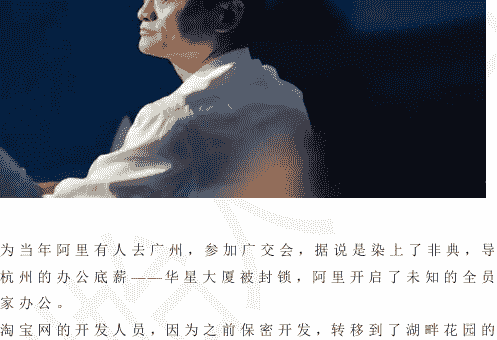 为当年阿里有人去广州，参加广交会，据说是染上了非典，导
杭州的办公底薪——华星大厦被封锁，阿里开启了未知的全员
家办公。
淘宝网的开发人员，因为之前保密开发，转移到了湖畔花园的